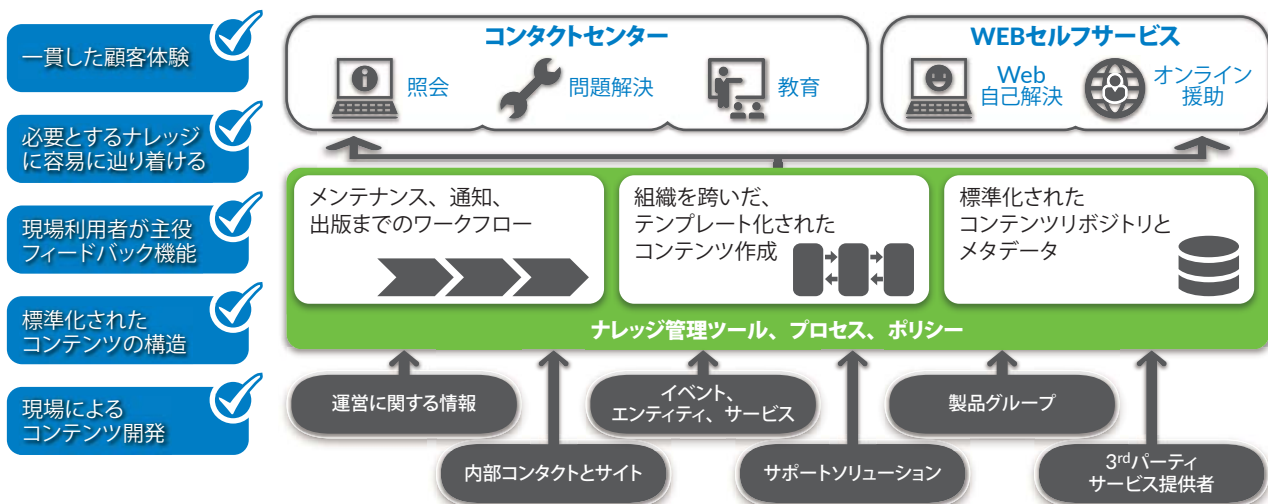 一貫した顧客体験
必要とするナレッジ
に容易に辿り着ける
現場利用者が主役
フィードバック機能
標準化された
コンテンツの構造
現場による
コンテンツ開発
コンタクトセンター
照会
問題解決
教育
WEBセルフサービス
Web
自己解決
オンライン
援助
メンテナンス、通知、
出版までのワークフロー
組織を跨いだ、
テンプレート化された
コンテンツ作成
標準化された
コンテンツリポジトリと
メタデータ
ナレッジ管理ツール、プロセス、ポリシー
運営に関する情報
イベント、
エンティティ、サービス
製品グループ
内部コンタクトとサイト
サポートソリューション
3rdパーティ
サービス提供者